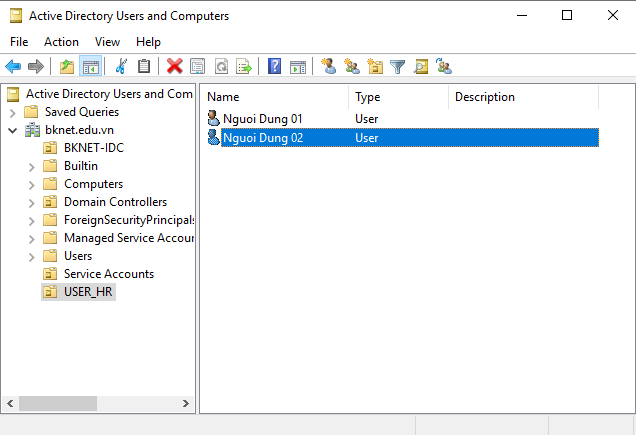 Active Directory Users and Computers
File Action View Help
Active Directory Users and Com
Saved Queries
bknet.edu.vn
BKNET-IDC
Builtin
Computers
Domain Controllers
ForeignSecurityPrincipals
Managed Service Accour
Users
Service Accounts
USER_HR
Name Type Description
Nguoi Dung 01 User
Nguoi Dung 02 User